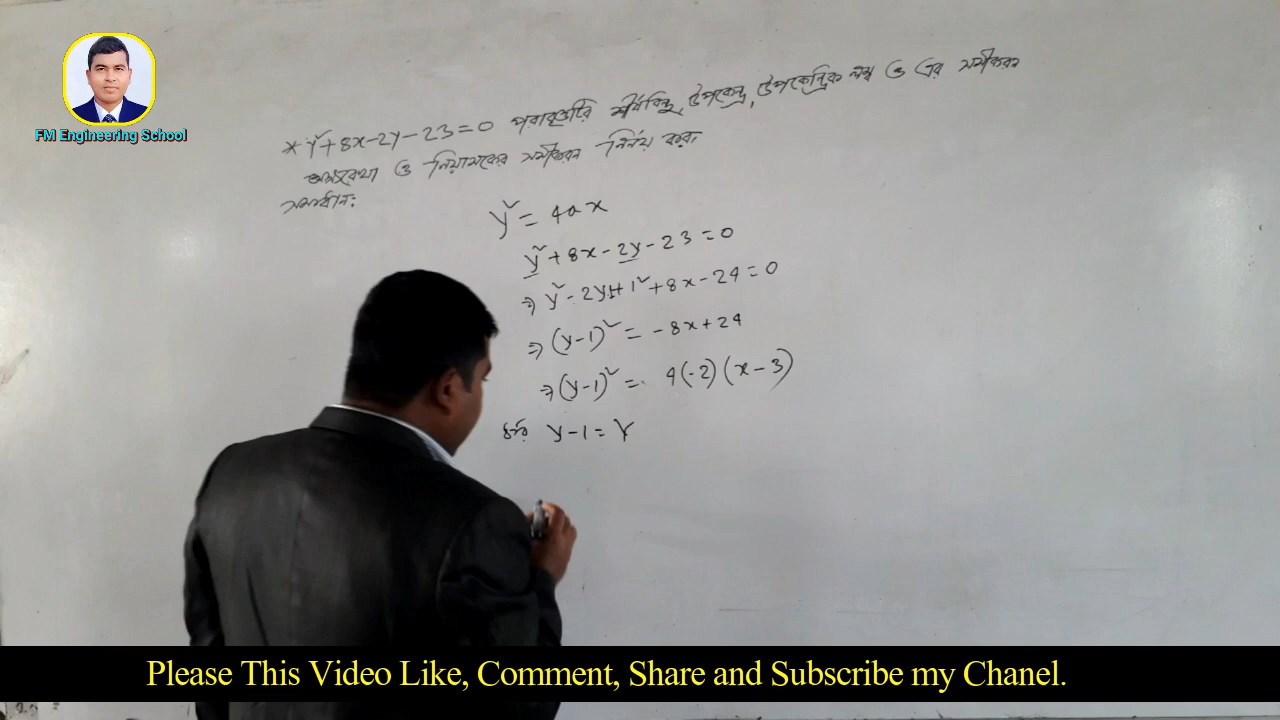 FM Engineering School
* y²+8x-2y-23=0 পরাবৃত্তটির শীর্ষবিন্দু, উপকেন্দ্র, উপকেন্দ্রিক লম্ব ও এর সমীকরন
অক্ষরেখা ও নিয়ামকের সমীকরন নির্ণয় কর।
সমাধান:
y² = 4ax
y²+8x-2y-23=0
⇒ y²-2y.1+1²+8x-24=0
⇒ (y-1)² = -8x+24
⇒ (y-1)² = 4(-2)(x-3)
ধরি y-1=Y
Please This Video Like, Comment, Share and Subscribe my Chanel.